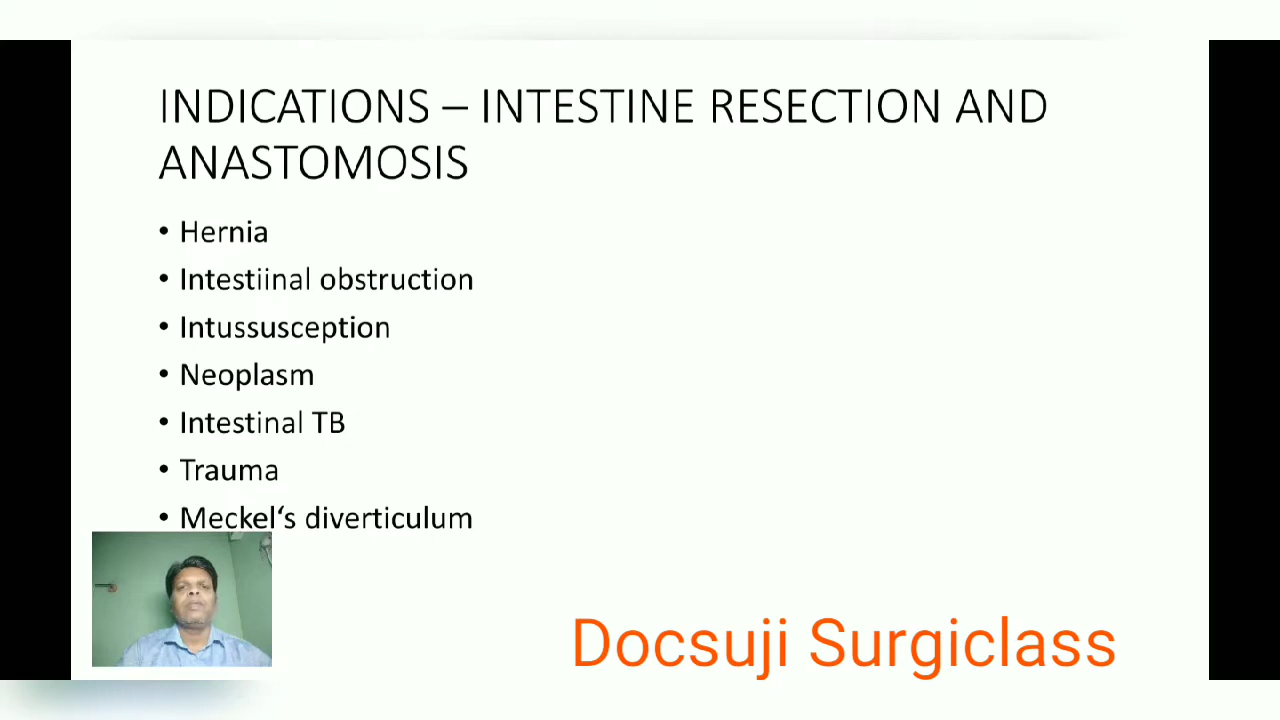 INDICATIONS – INTESTINE RESECTION AND
ANASTOMOSIS
• Hernia
• Intestiinal obstruction
• Intussusception
• Neoplasm
• Intestinal TB
• Trauma
• Meckel‘s diverticulum
Docsuji Surgiclass